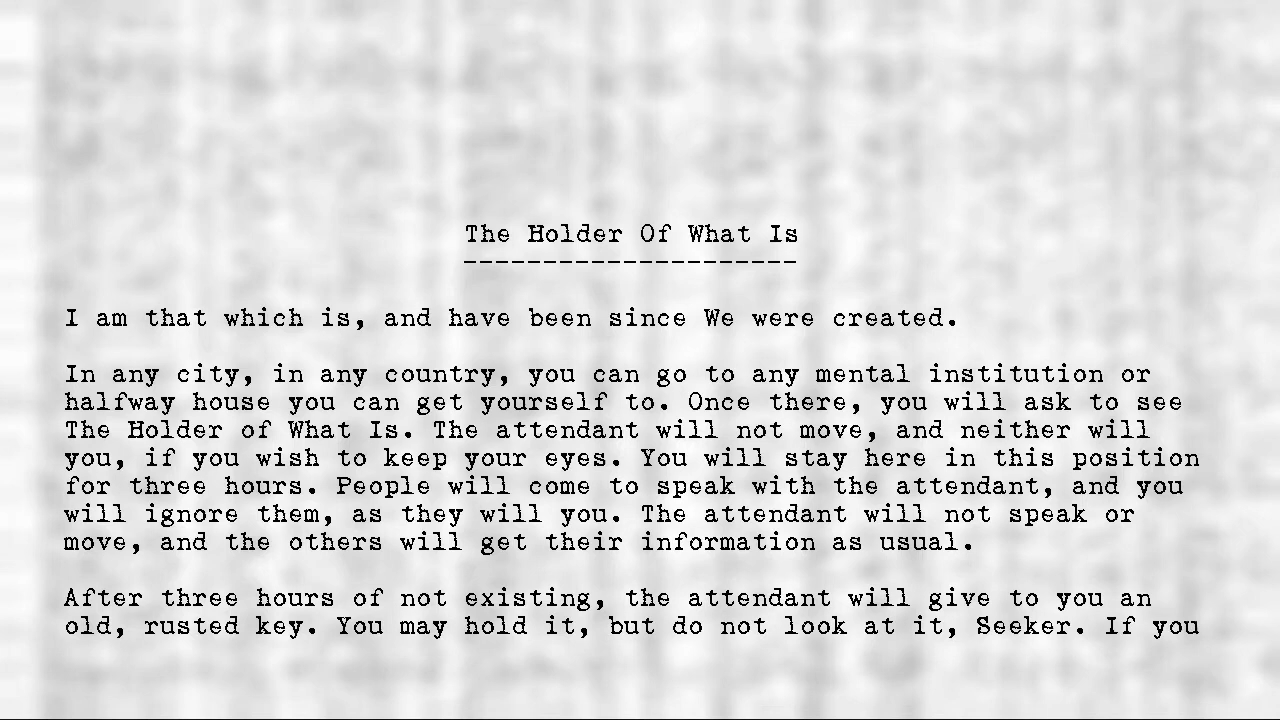 The Holder Of What Is
---------------------
I am that which is, and have been since We were created.
In any city, in any country, you can go to any mental institution or
halfway house you can get yourself to. Once there, you will ask to see
The Holder of What Is. The attendant will not move, and neither will
you, if you wish to keep your eyes. You will stay here in this position
for three hours. People will come to speak with the attendant, and you
will ignore them, as they will you. The attendant will not speak or
move, and the others will get their information as usual.
After three hours of not existing, the attendant will give to you an
old, rusted key. You may hold it, but do not look at it, Seeker. If you